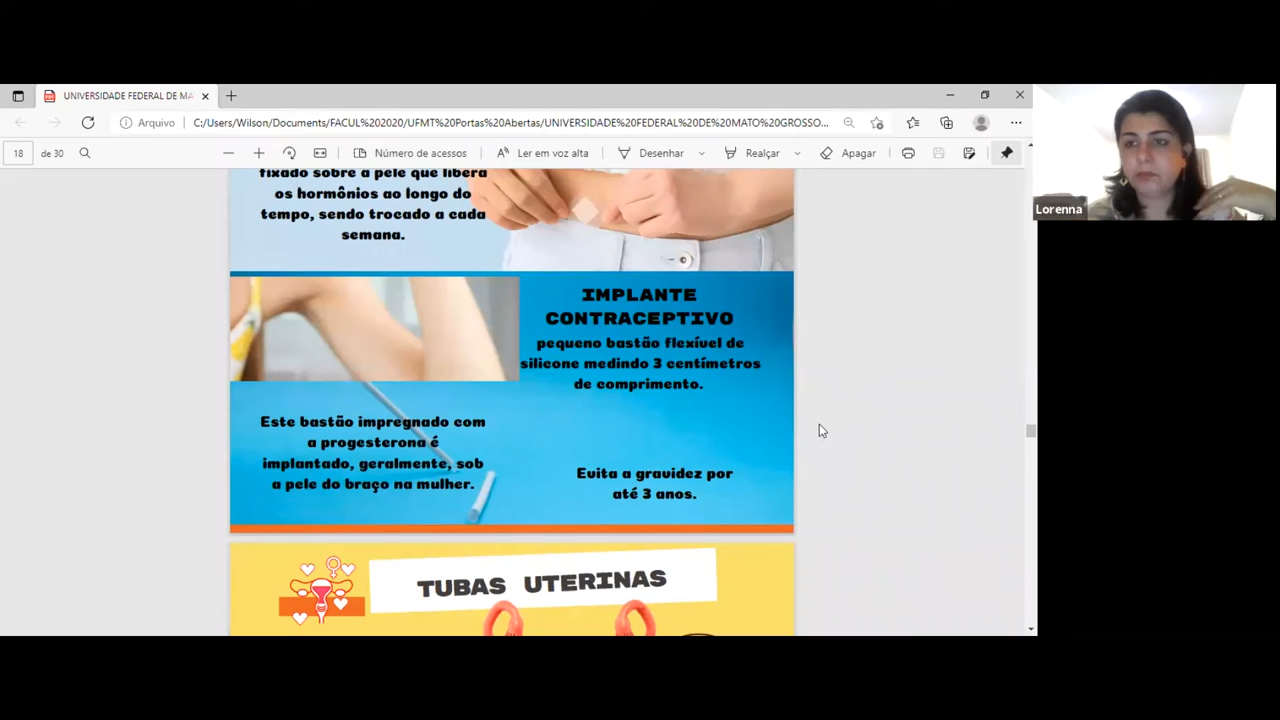 UNIVERSIDADE FEDERAL DE MA
Arquivo
C:/Users/Wilson/Documents/FACUL%202020/UFMT%20Portas%20Abertas/UNIVERSIDADE%20FEDERAL%20DE%20MATO%20GROSSO...
18 de 30
Número de acessos
Ler em voz alta
Desenhar
Realçar
Apagar
Lorenna
fixado sobre a pele que libera
os hormônios ao longo do
tempo, sendo trocado a cada
semana.
IMPLANTE
CONTRACEPTIVO
pequeno bastão flexível de
silicone medindo 3 centímetros
de comprimento.
Este bastão impregnado com
a progesterona é
implantado, geralmente, sob
a pele do braço na mulher.
Evita a gravidez por
até 3 anos.
TUBAS UTERINAS